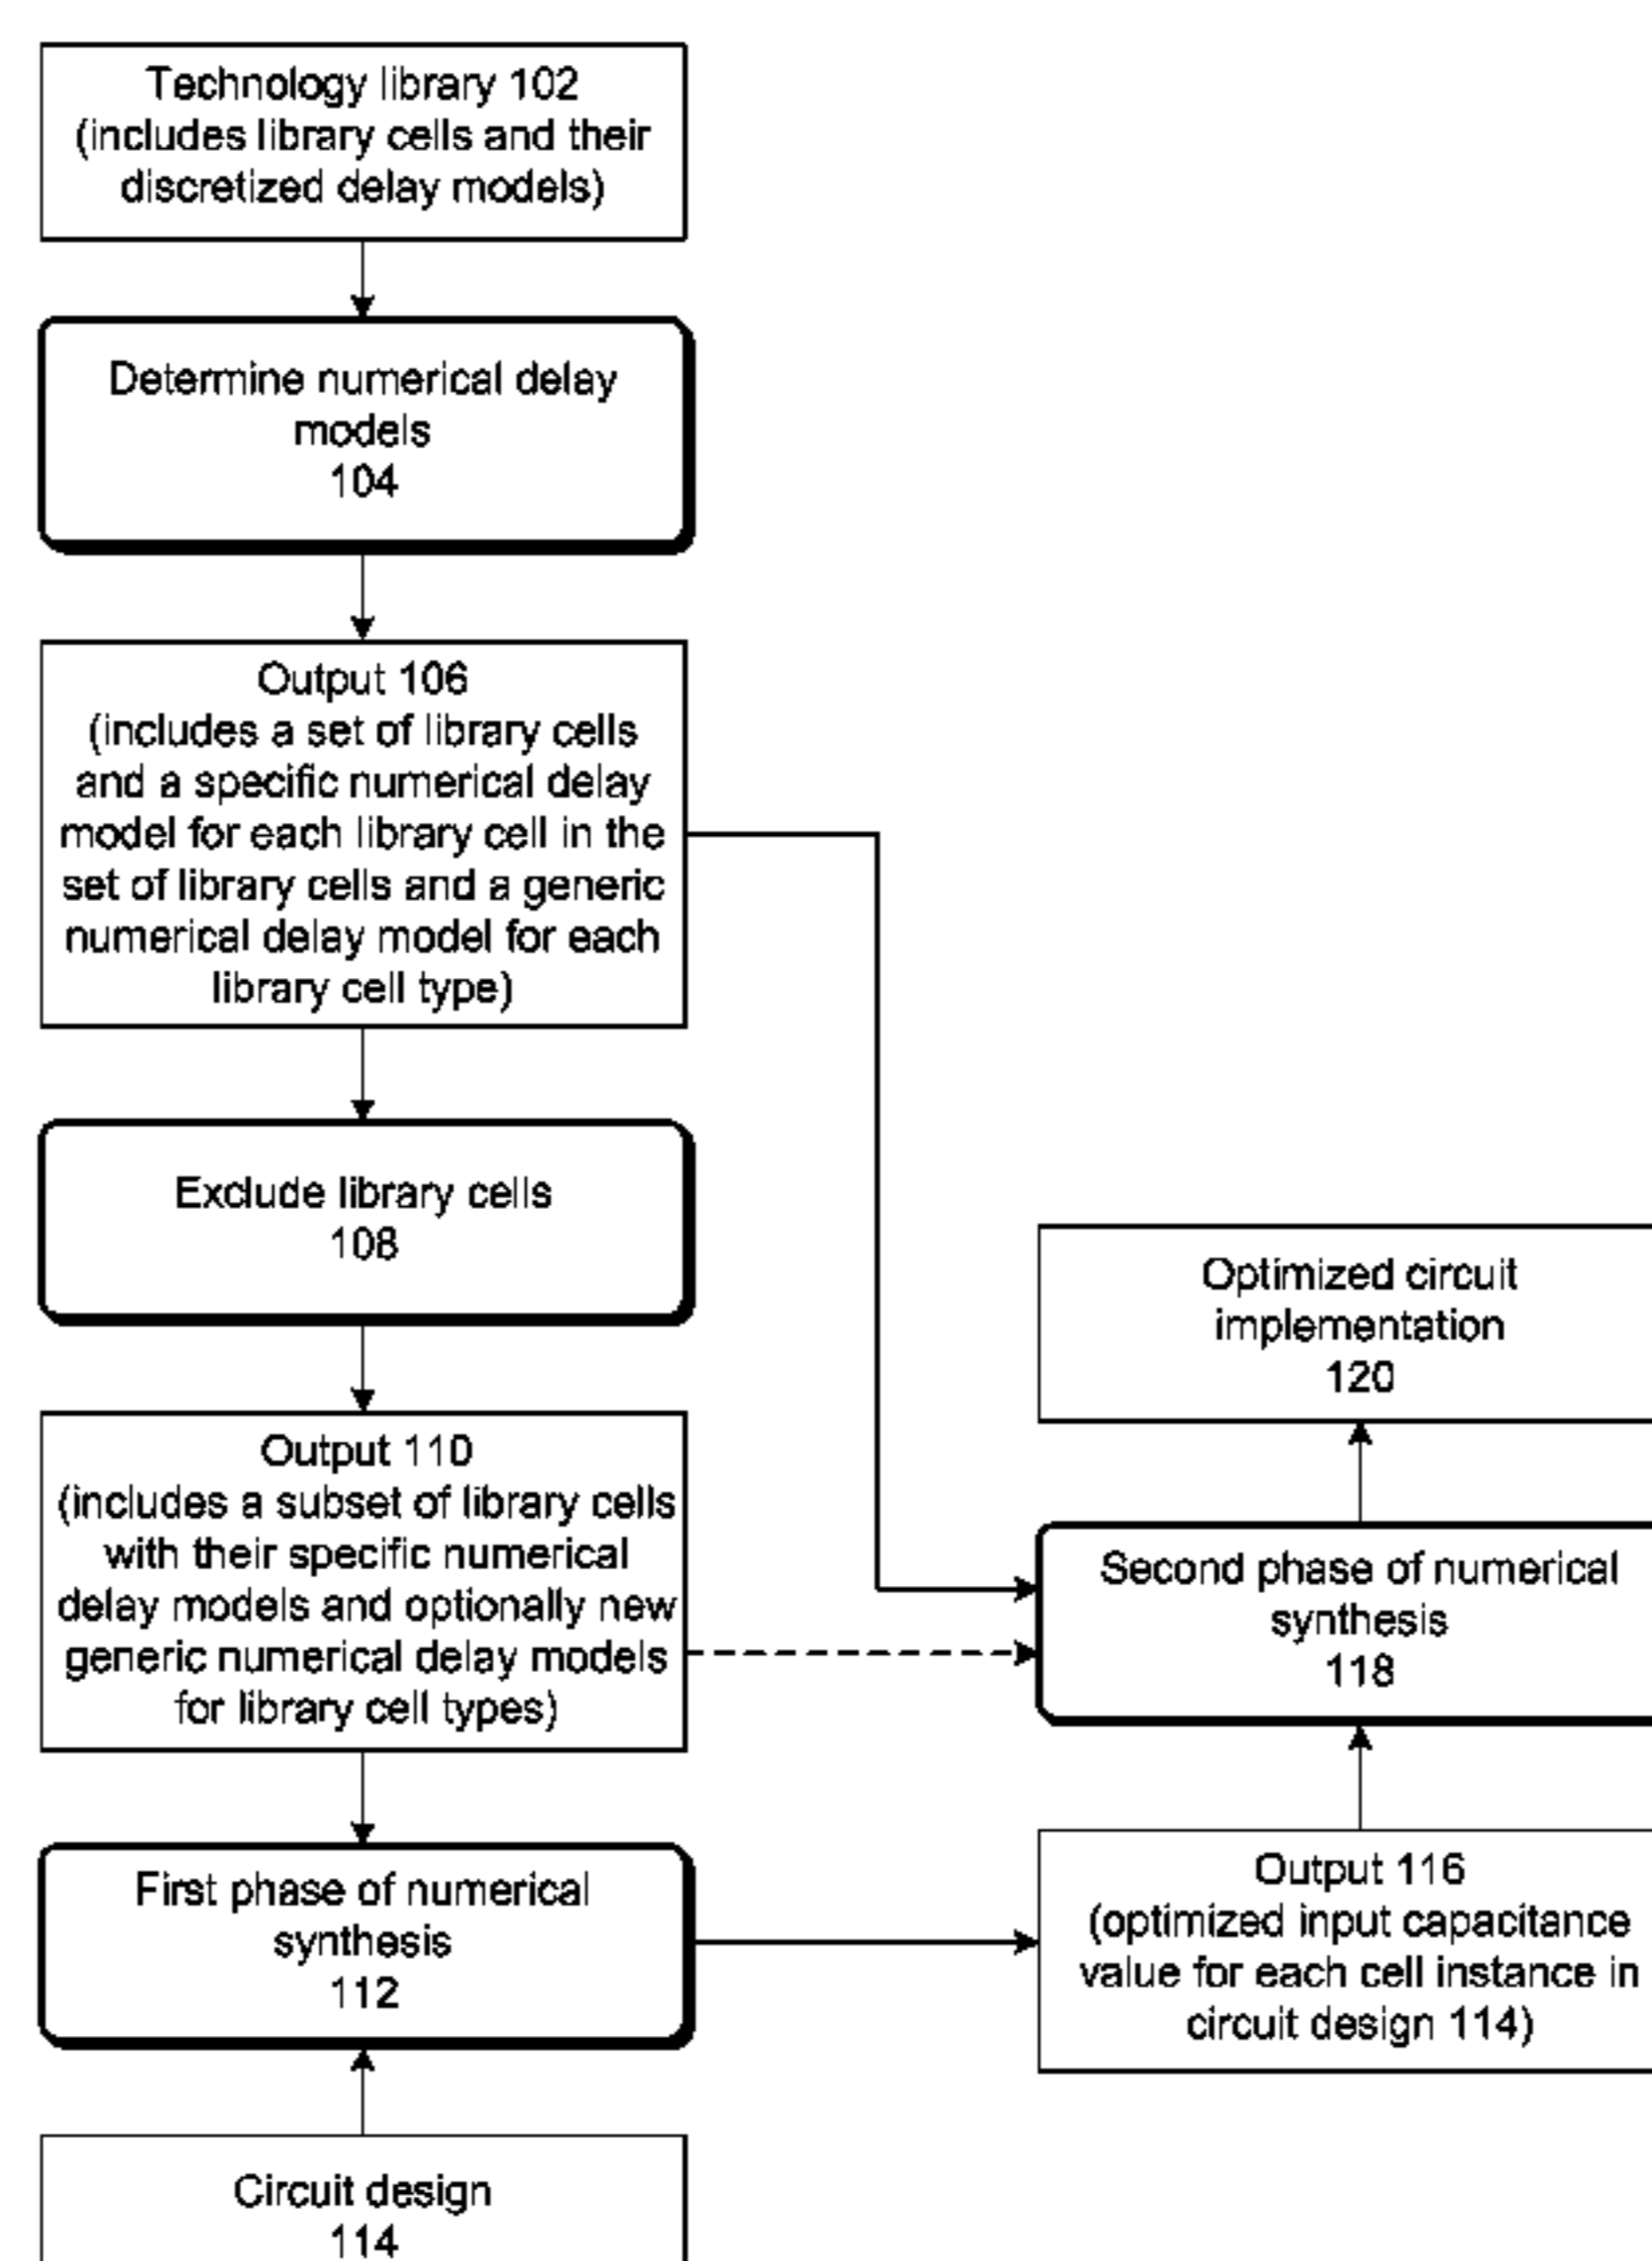 Technology library 102
(includes library cells and their
discretized delay models)
Determine numerical delay
models
104
Output 106
(includes a set of library cells
and a specific numerical delay
model for each library cell in the
set of library cells and a generic
numerical delay model for each
library cell type)
Exclude library cells
108
Output 110
(includes a subset of library cells
with their specific numerical
delay models and optionally new
generic numerical delay models
for library cell types)
First phase of numerical
synthesis
112
Circuit design
114
Optimized circuit
implementation
120
Second phase of numerical
synthesis
118
Output 116
(optimized input capacitance
value for each cell instance in
circuit design 114)